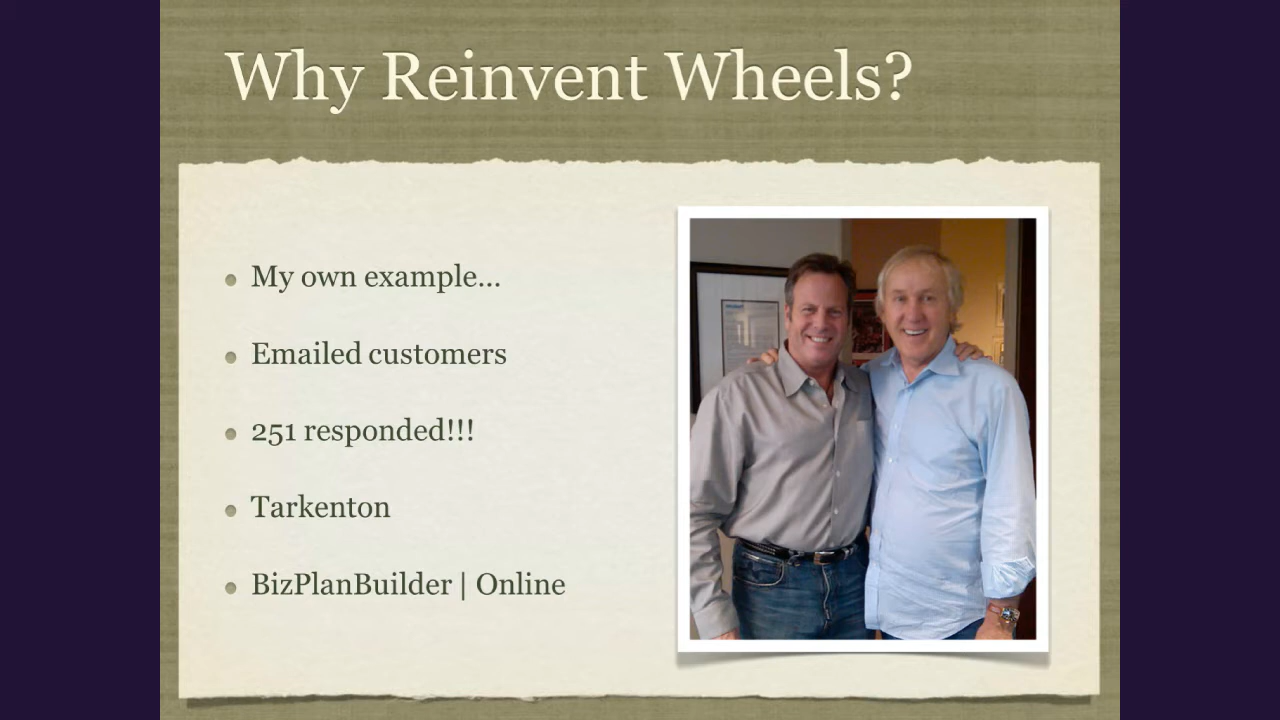 Why Reinvent Wheels?
My own example...
Emailed customers
251 responded!!!
Tarkenton
BizPlanBuilder | Online